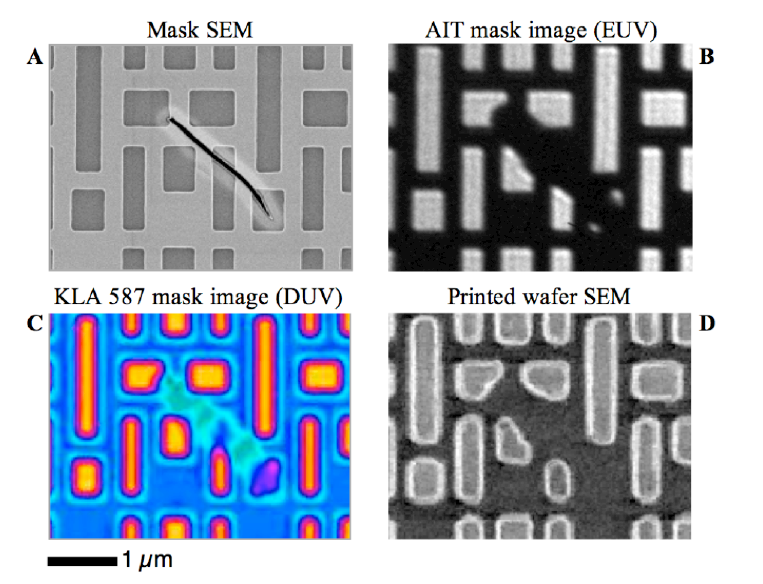 Mask SEM
AIT mask image (EUV)
A
B
KLA 587 mask image (DUV)
Printed wafer SEM
C
D
1 µm